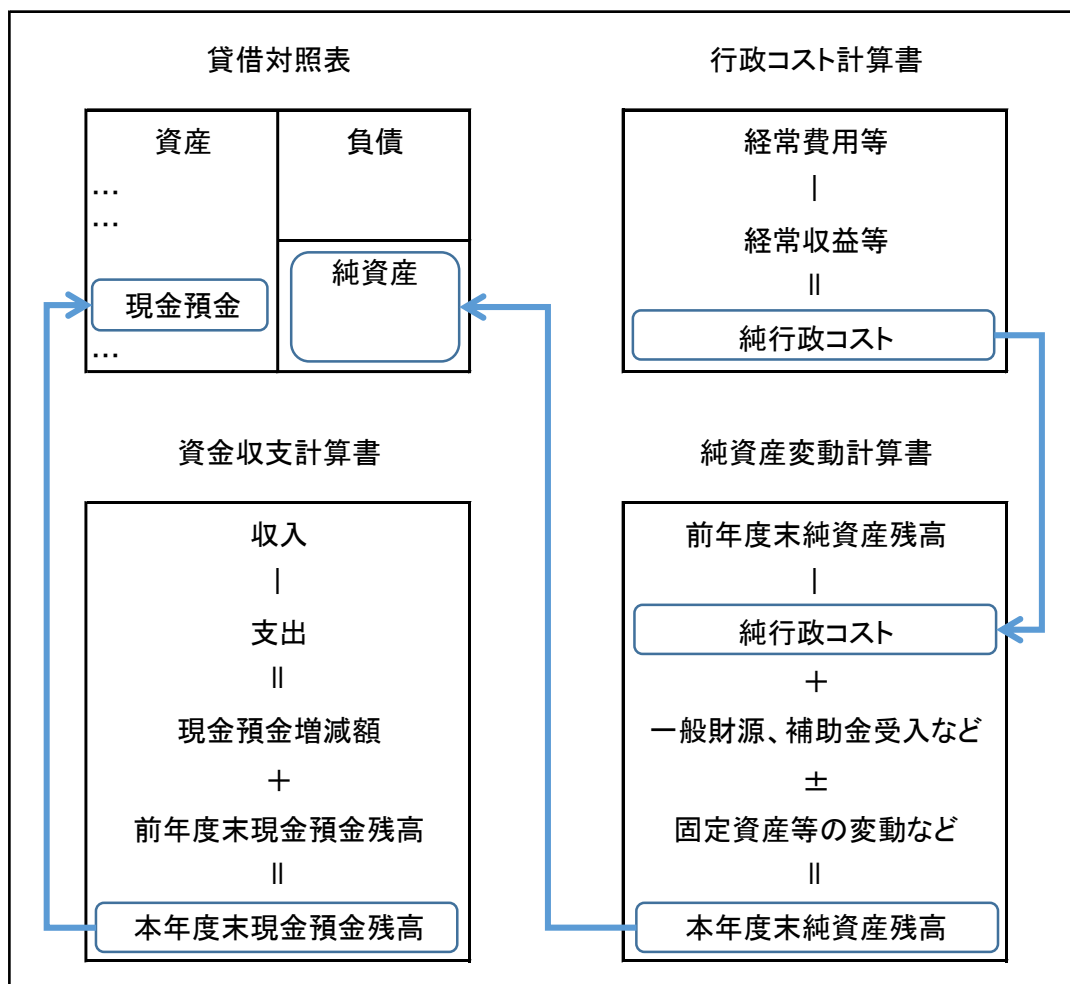 貸借対照表
資産
負債
…
…
現金預金
…
純資産
行政コスト計算書
経常費用等
|
経常収益等
||
純行政コスト
資金収支計算書
収入
|
支出
||
現金預金増減額
＋
前年度末現金預金残高
||
本年度末現金預金残高
純資産変動計算書
前年度末純資産残高
|
純行政コスト
＋
一般財源、補助金受入など
±
固定資産等の変動など
||
本年度末純資産残高